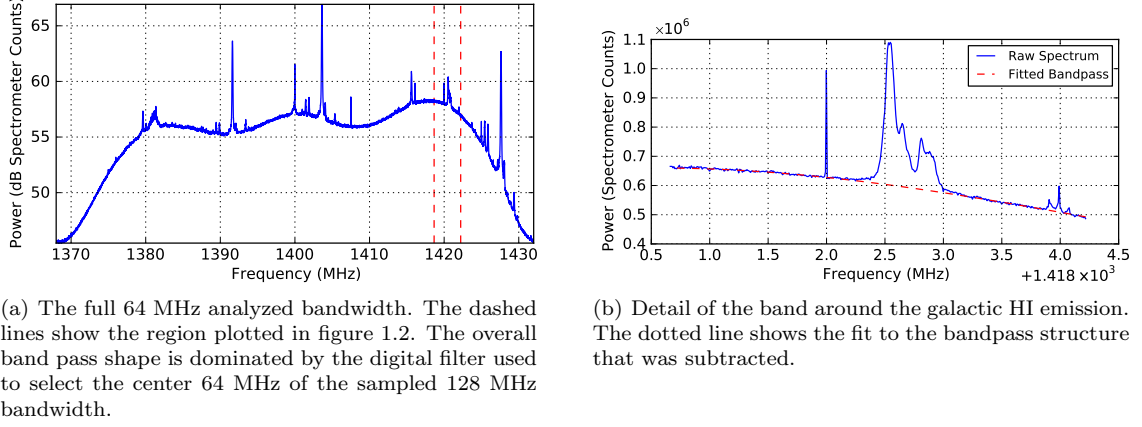 65
60
55
50
Power (dB Spectrometer Counts)
1370 1380 1390 1400 1410 1420 1430
Frequency (MHz)
×10⁶
1.1
1.0
0.9
0.8
0.7
0.6
0.5
0.4
Power (Spectrometer Counts)
Raw Spectrum
Fitted Bandpass
0.5 1.0 1.5 2.0 2.5 3.0 3.5 4.0 4.5
Frequency (MHz)
+1.418 ×10³
(a) The full 64 MHz analyzed bandwidth. The dashed
lines show the region plotted in figure 1.2. The overall
band pass shape is dominated by the digital filter used
to select the center 64 MHz of the sampled 128 MHz
bandwidth.
(b) Detail of the band around the galactic HI emission.
The dotted line shows the fit to the bandpass structure
that was subtracted.